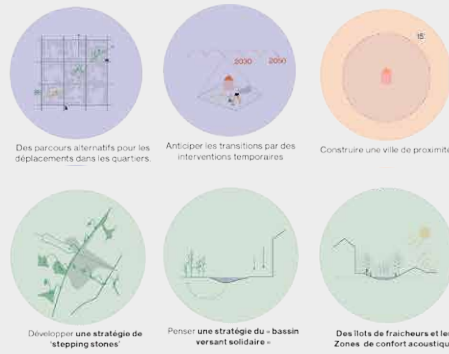 2030 2050
15'
Des parcours alternatifs pour les
déplacements dans les quartiers.
Anticiper les transitions par des
interventions temporaires
Construire une ville de proximité
Développer une stratégie de
'stepping stones'
Penser une stratégie du « bassin
versant solidaire »
Des îlots de fraicheurs et les
Zones de confort acoustique